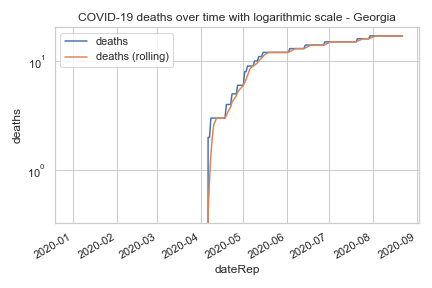 COVID-19 deaths over time with logarithmic scale - Georgia
deaths
deaths (rolling)
10¹
10⁰
deaths
2020-01
2020-02
2020-03
2020-04
2020-05
2020-06
2020-07
2020-08
2020-09
dateRep